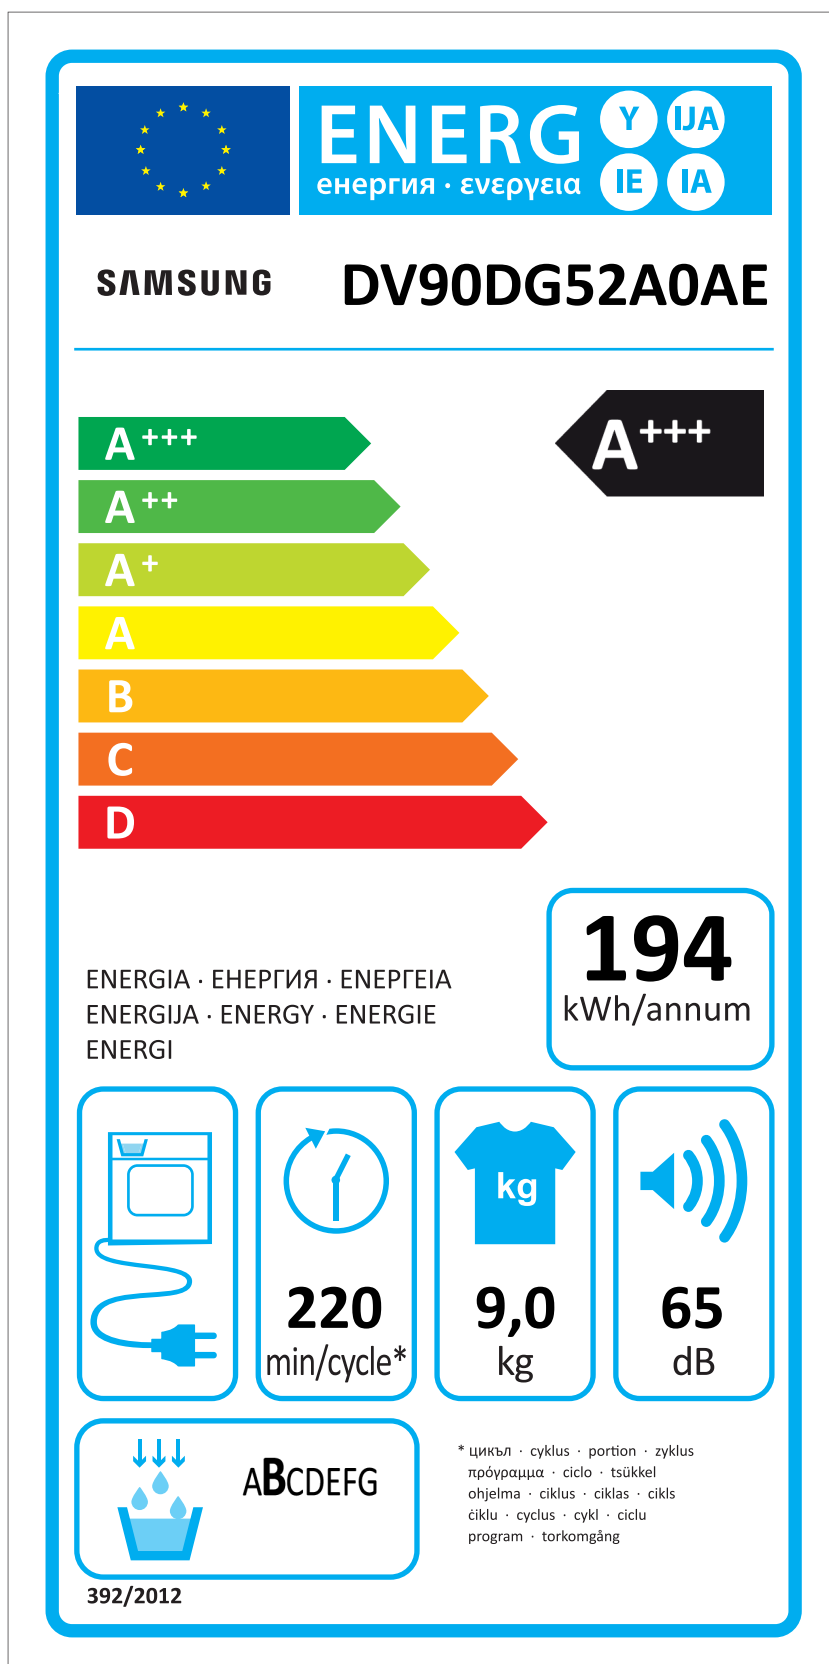 ENERG Y IJA
енергия · ενεργεια IE IA
SAMSUNG DV90DG52A0AE
A+++ A+++
A++
A+
A
B
C
D
194
kWh/annum
ENERGIA · ЕНЕРГИЯ · ΕΝΕΡΓΕΙΑ
ENERGIJA · ENERGY · ENERGIE
ENERGI
kg
220 9,0 65
min/cycle* kg dB
ABCDEFG
* цикъл · cyklus · portion · zyklus
πρόγραμμα · ciclo · tsükkel
ohjelma · ciklus · ciklas · cikls
ċiklu · cyclus · cykl · ciclu
program · torkomgång
392/2012